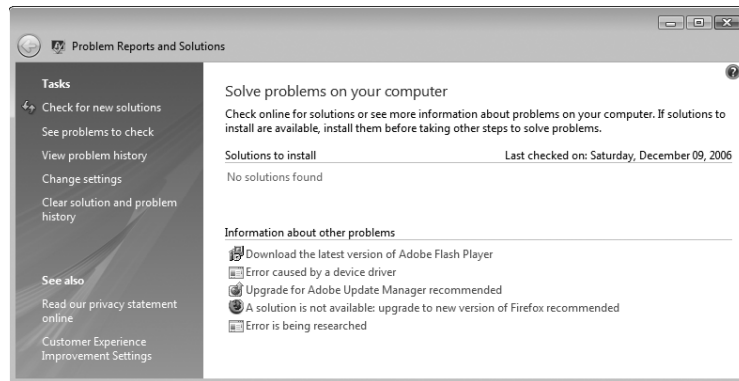 Problem Reports and Solutions
Tasks
Check for new solutions
See problems to check
View problem history
Change settings
Clear solution and problem
history
See also
Read our privacy statement
online
Customer Experience
Improvement Settings
Solve problems on your computer
Check online for solutions or see more information about problems on your computer. If solutions to
install are available, install them before taking other steps to solve problems.
Solutions to install Last checked on: Saturday, December 09, 2006
No solutions found
Information about other problems
Download the latest version of Adobe Flash Player
Error caused by a device driver
Upgrade for Adobe Update Manager recommended
A solution is not available: upgrade to new version of Firefox recommended
Error is being researched